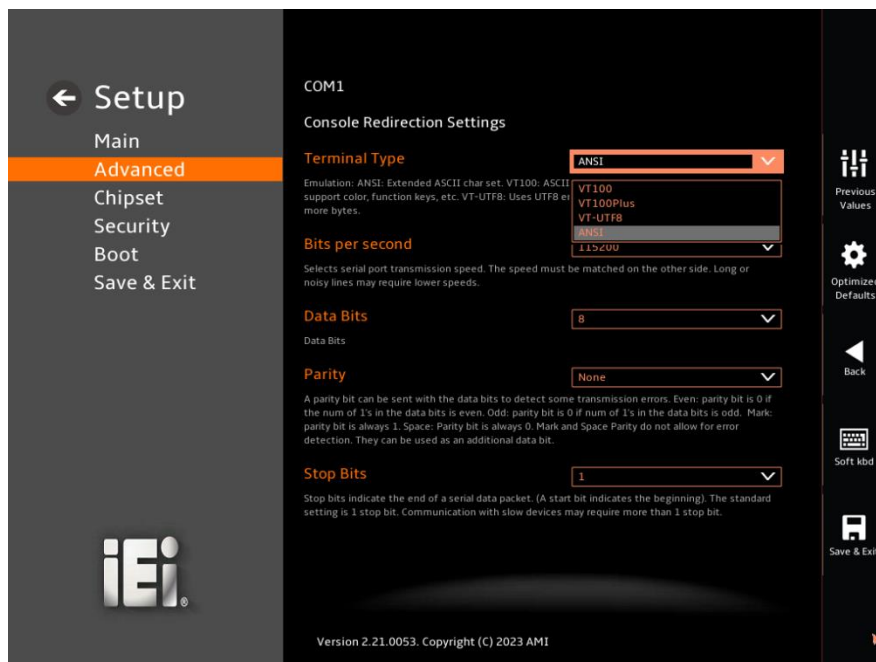 Setup
Main
Advanced
Chipset
Security
Boot
Save & Exit
iEi®
COM1
Console Redirection Settings
Terminal Type
ANSI
Emulation: ANSI: Extended ASCII char set. VT100: ASCII
support color, function keys, etc. VT-UTF8: Uses UTF8
more bytes.
VT100
VT100Plus
VT-UTF8
ANSI
Bits per second
115200
Selects serial port transmission speed. The speed must be matched on the other side. Long or
noisy lines may require lower speeds.
Data Bits
8
Data Bits
Parity
None
A parity bit can be sent with the data bits to detect some transmission errors. Even: parity bit is 0 if
the num of 1's in the data bits is even. Odd: parity bit is 0 if num of 1's in the data bits is odd. Mark:
parity bit is always 1. Space: Parity bit is always 0. Mark and Space Parity do not allow for error
detection. They can be used as an additional data bit.
Stop Bits
1
Stop bits indicate the end of a serial data packet. (A start bit indicates the beginning). The standard
setting is 1 stop bit. Communication with slow devices may require more than 1 stop bit.
Version 2.21.0053. Copyright (C) 2023 AMI
Previous
Values
Optimized
Defaults
Back
Soft kbd
Save & Exit